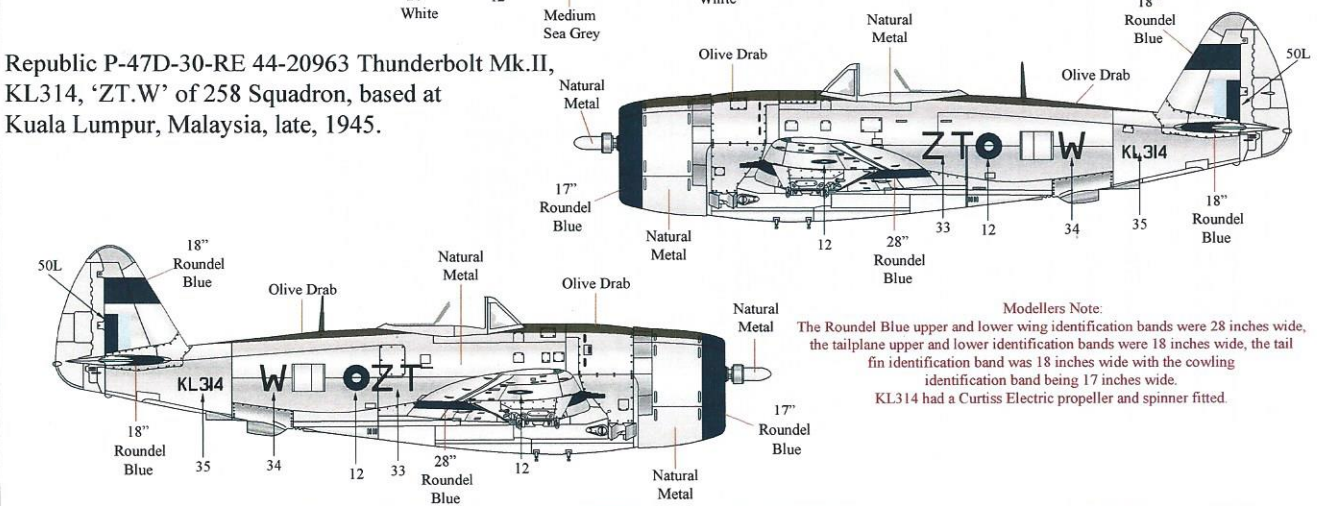 White
12
Medium
Sea Grey
White
18"
Roundel
Blue
Republic P-47D-30-RE 44-20963 Thunderbolt Mk.II,
KL314, ‘ZT.W’ of 258 Squadron, based at
Kuala Lumpur, Malaysia, late, 1945.
Natural
Metal
Olive Drab
Natural
Metal
Olive Drab
50L
ZT W KL314
17”
Roundel
Blue
Natural
Metal
12
28”
Roundel
Blue
33
12
34
35
18”
Roundel
Blue
50L
18”
Roundel
Blue
Olive Drab
Natural
Metal
Olive Drab
Natural
Metal
KL314 W ZT
18”
Roundel
Blue
35
34
12
33
28”
Roundel
Blue
12
Natural
Metal
17”
Roundel
Blue
Modellers Note:
The Roundel Blue upper and lower wing identification bands were 28 inches wide,
the tailplane upper and lower identification bands were 18 inches wide, the tail
fin identification band was 18 inches wide with the cowling
identification band being 17 inches wide.
KL314 had a Curtiss Electric propeller and spinner fitted.